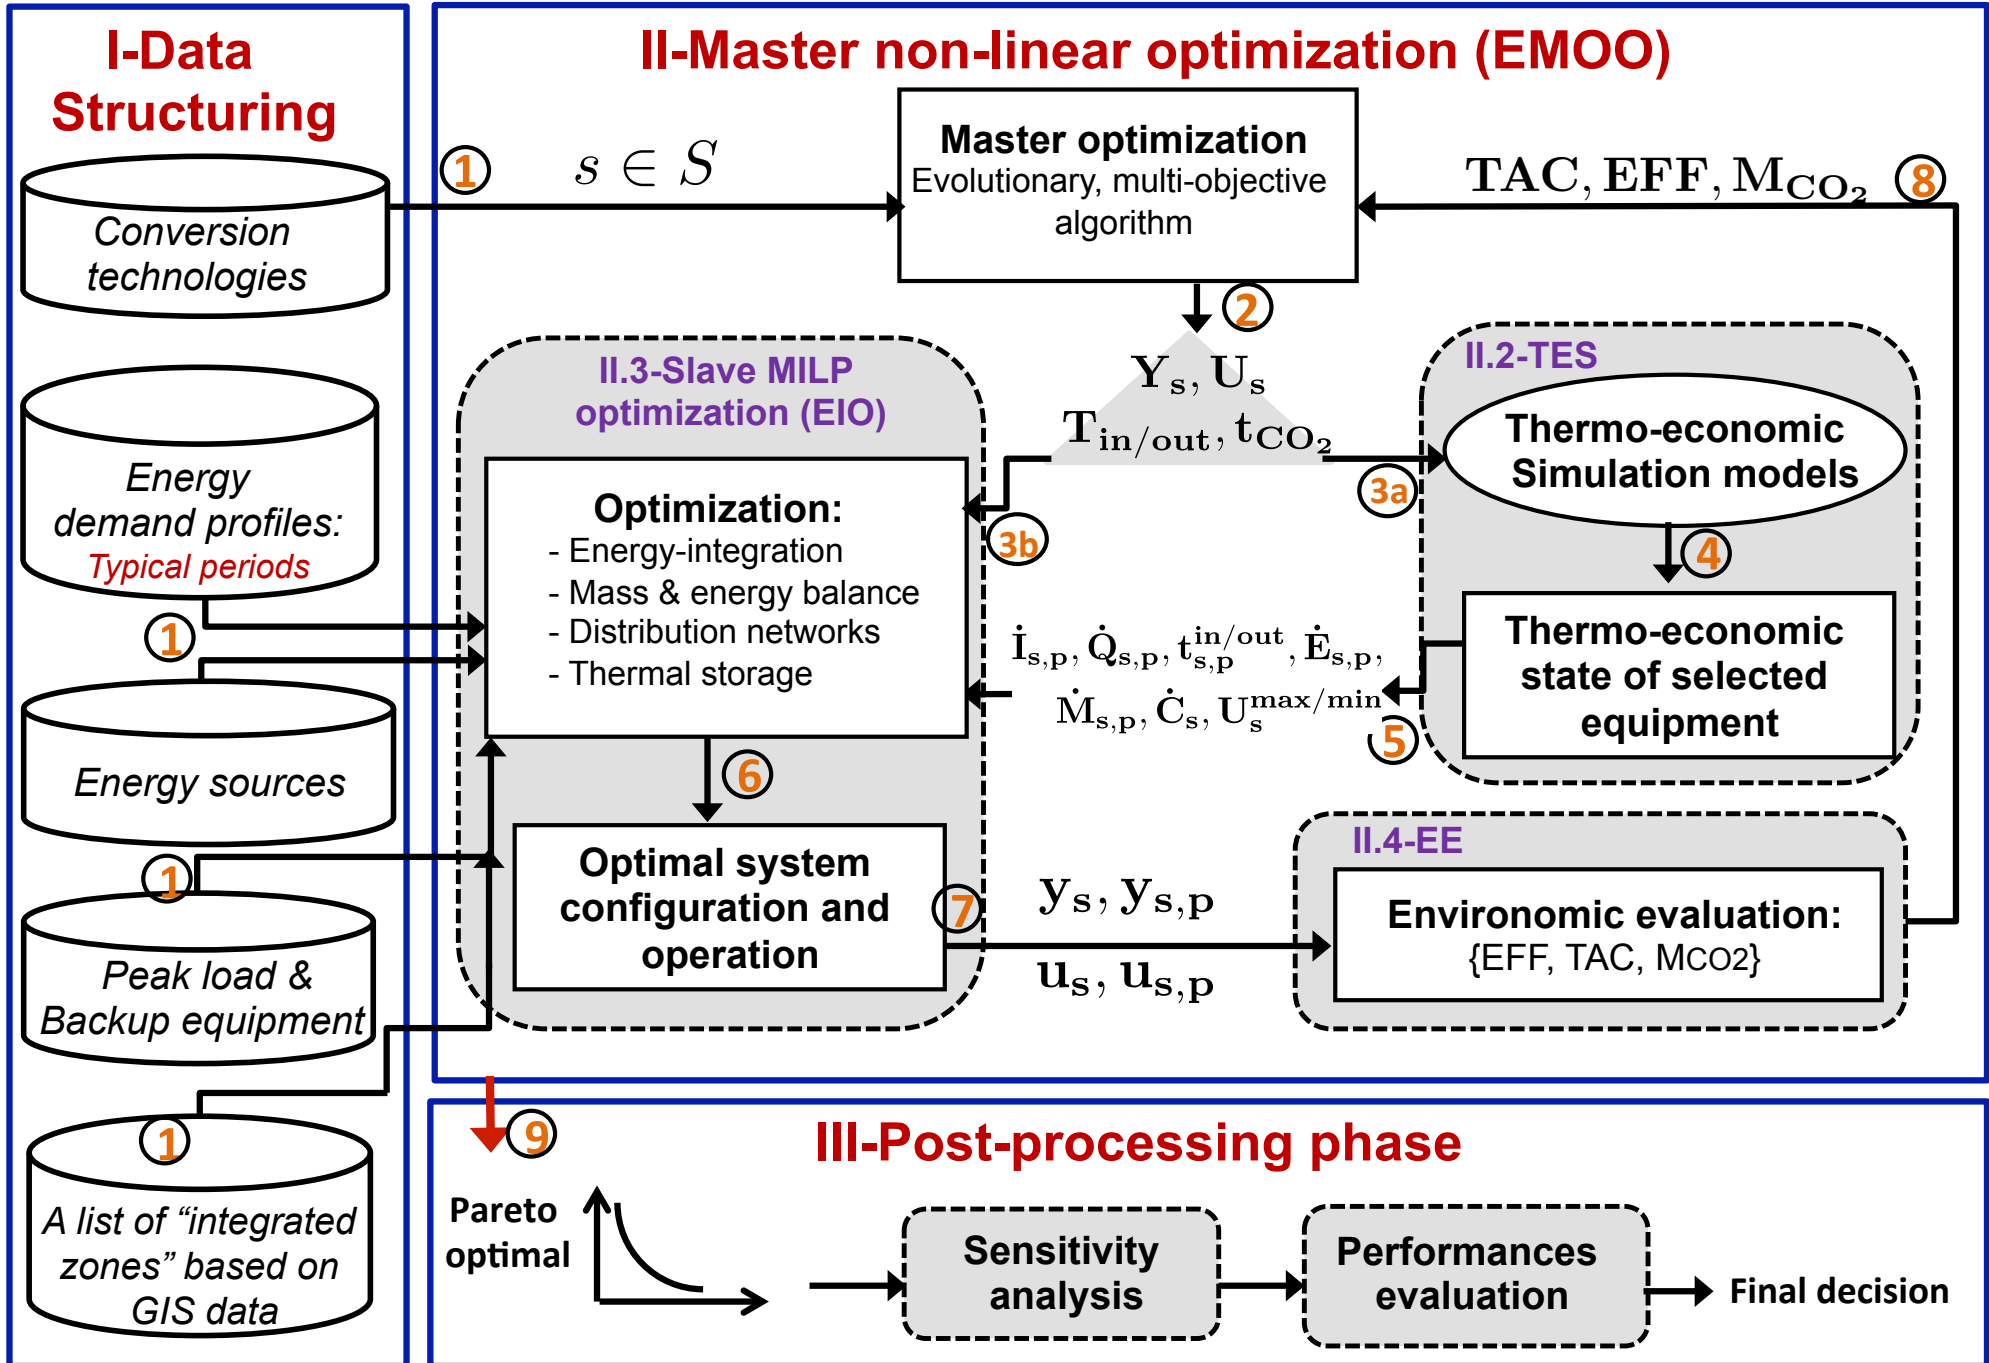 I-Data
Structuring
Conversion
technologies
Energy
demand profiles:
Typical periods
1
Energy sources
1
Peak load &
Backup equipment
1
A list of “integrated
zones” based on
GIS data
II-Master non-linear optimization (EMOO)
1
s ∈ S
Master optimization
Evolutionary, multi-objective
algorithm
TAC, EFF, M_CO₂
8
2
Y_s, U_s
T_in/out, t_CO₂
3a
3b
II.3-Slave MILP
optimization (EIO)
Optimization:
- Energy-integration
- Mass & energy balance
- Distribution networks
- Thermal storage
6
Optimal system
configuration and
operation
7
II.2-TES
Thermo-economic
Simulation models
4
Thermo-economic
state of selected
equipment
5
İ_s,p, Q̇_s,p, t_s,p^in/out, Ė_s,p,
Ṁ_s,p, Ċ_s, U_s^max/min
y_s, y_s,p
u_s, u_s,p
II.4-EE
Environomic evaluation:
{EFF, TAC, MCO2}
9
III-Post-processing phase
Pareto
optimal
Sensitivity
analysis
Performances
evaluation
Final decision